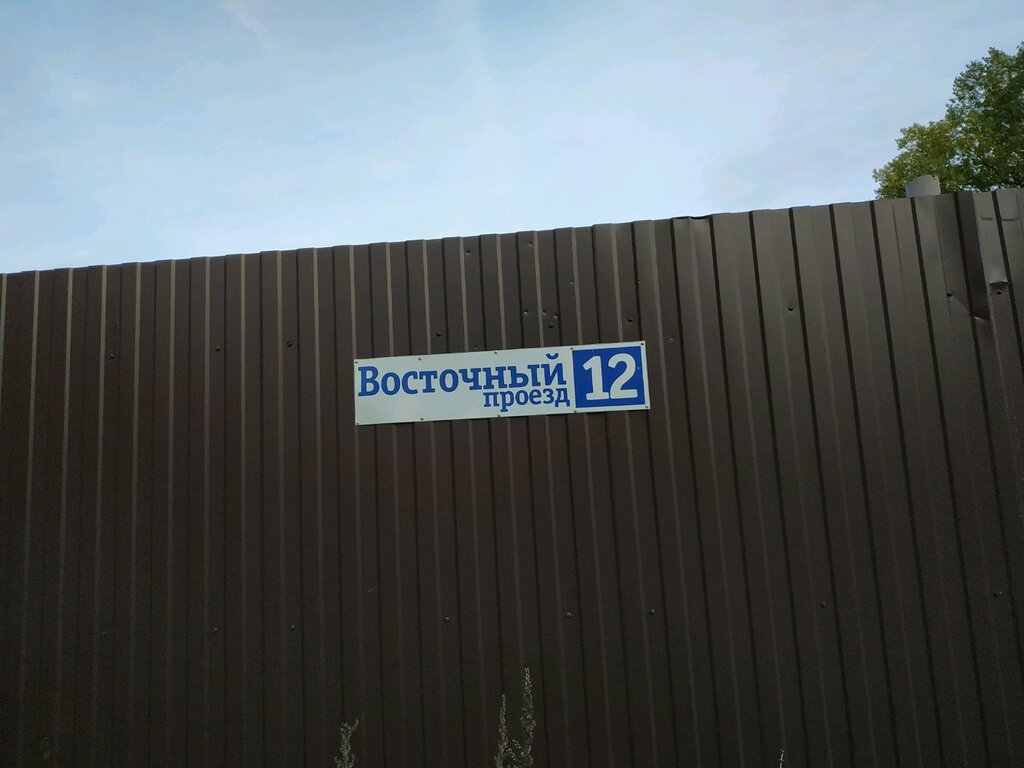 Восточный
проезд
12